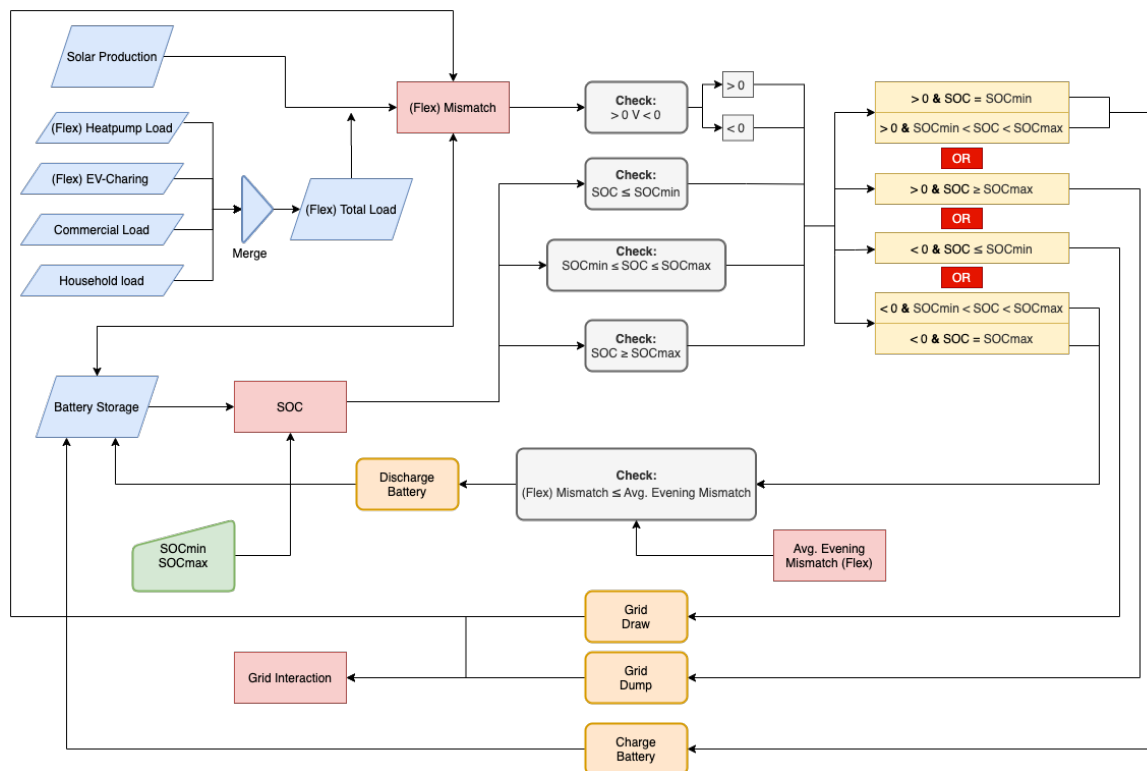 Solar Production
(Flex) Heatpump Load
(Flex) EV-Charing
Commercial Load
Household load
Merge
(Flex) Total Load
(Flex) Mismatch
Check:
> 0 V < 0
> 0
< 0
Check:
SOC ≤ SOCmin
Check:
SOCmin ≤ SOC ≤ SOCmax
Check:
SOC ≥ SOCmax
> 0 & SOC = SOCmin
> 0 & SOCmin < SOC < SOCmax
OR
> 0 & SOC ≥ SOCmax
OR
< 0 & SOC ≤ SOCmin
OR
< 0 & SOCmin < SOC < SOCmax
< 0 & SOC = SOCmax
Battery Storage
SOC
Discharge
Battery
Check:
(Flex) Mismatch ≤ Avg. Evening Mismatch
SOCmin
SOCmax
Avg. Evening
Mismatch (Flex)
Grid
Draw
Grid Interaction
Grid
Dump
Charge
Battery